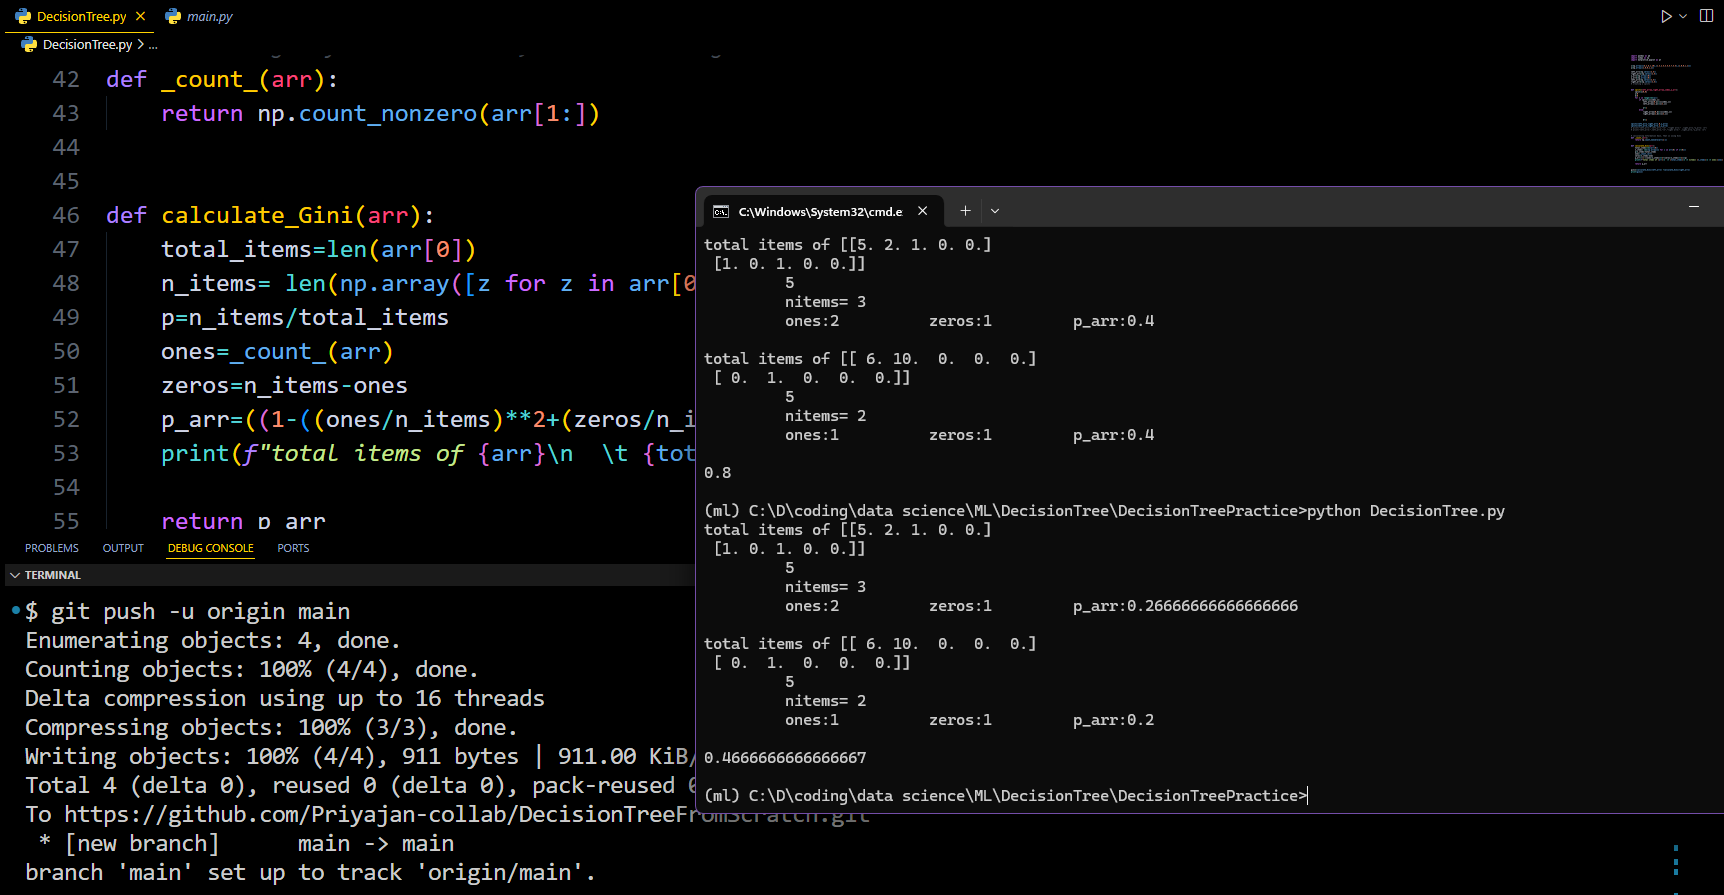 DecisionTree.py
main.py
DecisionTree.py > ...
42 def _count_(arr):
43 return np.count_nonzero(arr[1:])
44
45
46 def calculate_Gini(arr):
47 total_items=len(arr[0])
48 n_items= len(np.array([z for z in arr[0
49 p=n_items/total_items
50 ones=_count_(arr)
51 zeros=n_items-ones
52 p_arr=((1-((ones/n_items)**2+(zeros/n_i
53 print(f"total items of {arr}\n \t {tot
54
55 return p_arr
PROBLEMS OUTPUT DEBUG CONSOLE PORTS
TERMINAL
$ git push -u origin main
Enumerating objects: 4, done.
Counting objects: 100% (4/4), done.
Delta compression using up to 16 threads
Compressing objects: 100% (3/3), done.
Writing objects: 100% (4/4), 911 bytes | 911.00 KiB/
Total 4 (delta 0), reused 0 (delta 0), pack-reused 0
To https://github.com/Priyajan-collab/DecisionTreeFromScratch.git
* [new branch] main -> main
branch 'main' set up to track 'origin/main'.
C:\Windows\System32\cmd.e
total items of [[5. 2. 1. 0. 0.]
[1. 0. 1. 0. 0.]]
5
nitems= 3
ones:2 zeros:1 p_arr:0.4
total items of [[ 6. 10. 0. 0. 0.]
[ 0. 1. 0. 0. 0.]]
5
nitems= 2
ones:1 zeros:1 p_arr:0.4
0.8
(ml) C:\D\coding\data science\ML\DecisionTree\DecisionTreePractice>python DecisionTree.py
total items of [[5. 2. 1. 0. 0.]
[1. 0. 1. 0. 0.]]
5
nitems= 3
ones:2 zeros:1 p_arr:0.26666666666666666
total items of [[ 6. 10. 0. 0. 0.]
[ 0. 1. 0. 0. 0.]]
5
nitems= 2
ones:1 zeros:1 p_arr:0.2
0.4666666666666667
(ml) C:\D\coding\data science\ML\DecisionTree\DecisionTreePractice>